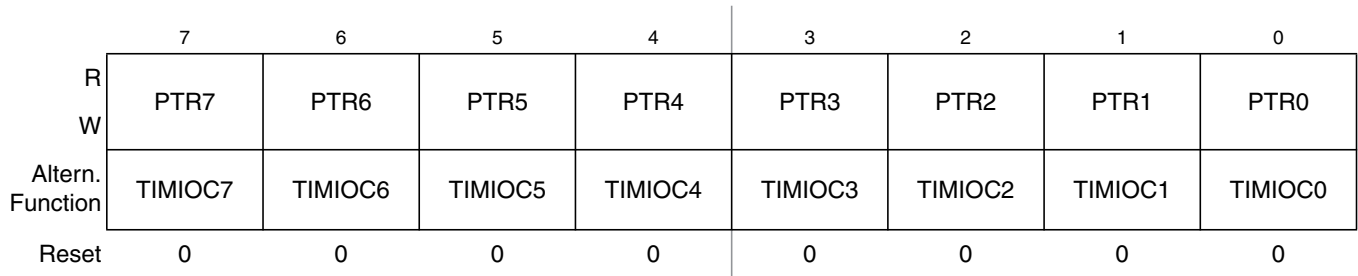 7 6 5 4 3 2 1 0
R
W
PTR7 PTR6 PTR5 PTR4 PTR3 PTR2 PTR1 PTR0
Altern.
Function
TIMIOC7 TIMIOC6 TIMIOC5 TIMIOC4 TIMIOC3 TIMIOC2 TIMIOC1 TIMIOC0
Reset 0 0 0 0 0 0 0 0